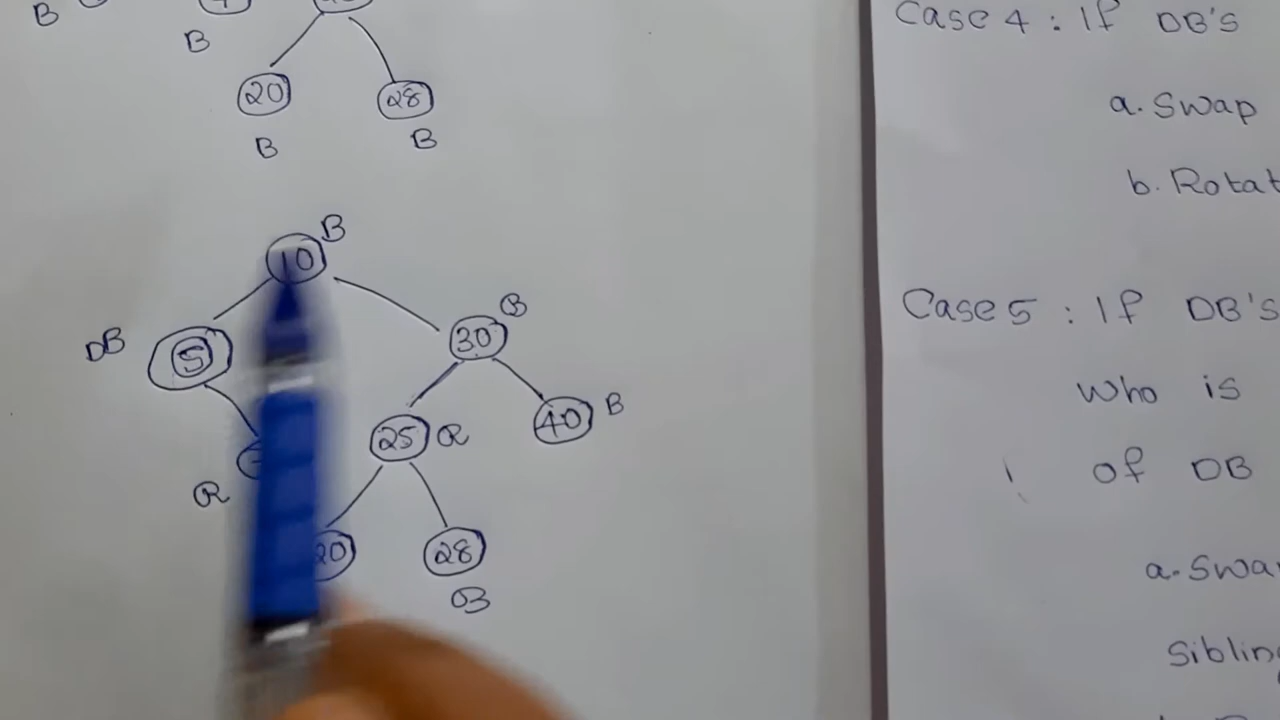 B
B
20
28
B
B
10 B
DB 5
30 B
25 R
40 B
R
20
28
B
Case 4 : If DB's
a. Swap
b. Rotat
Case 5 : If DB's
who is
of DB
a. Swa
Siblin